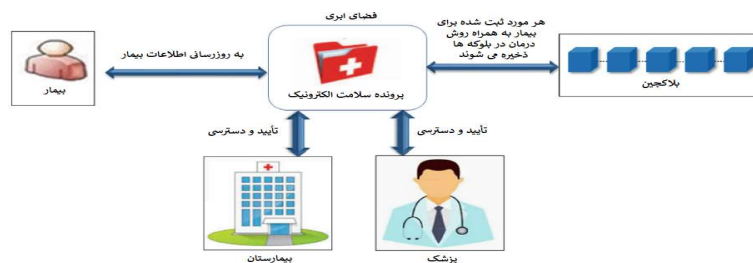 فضای ابری
هر مورد ثبت شده برای
بیمار به همراه روش
درمان در بلوکه ها
ذخیره می شوند
به روزرسانی اطلاعات بیمار
بیمار
پرونده سلامت الکترونیک
بلاکچین
تأیید و دسترسی
تأیید و دسترسی
بیمارستان
پزشک